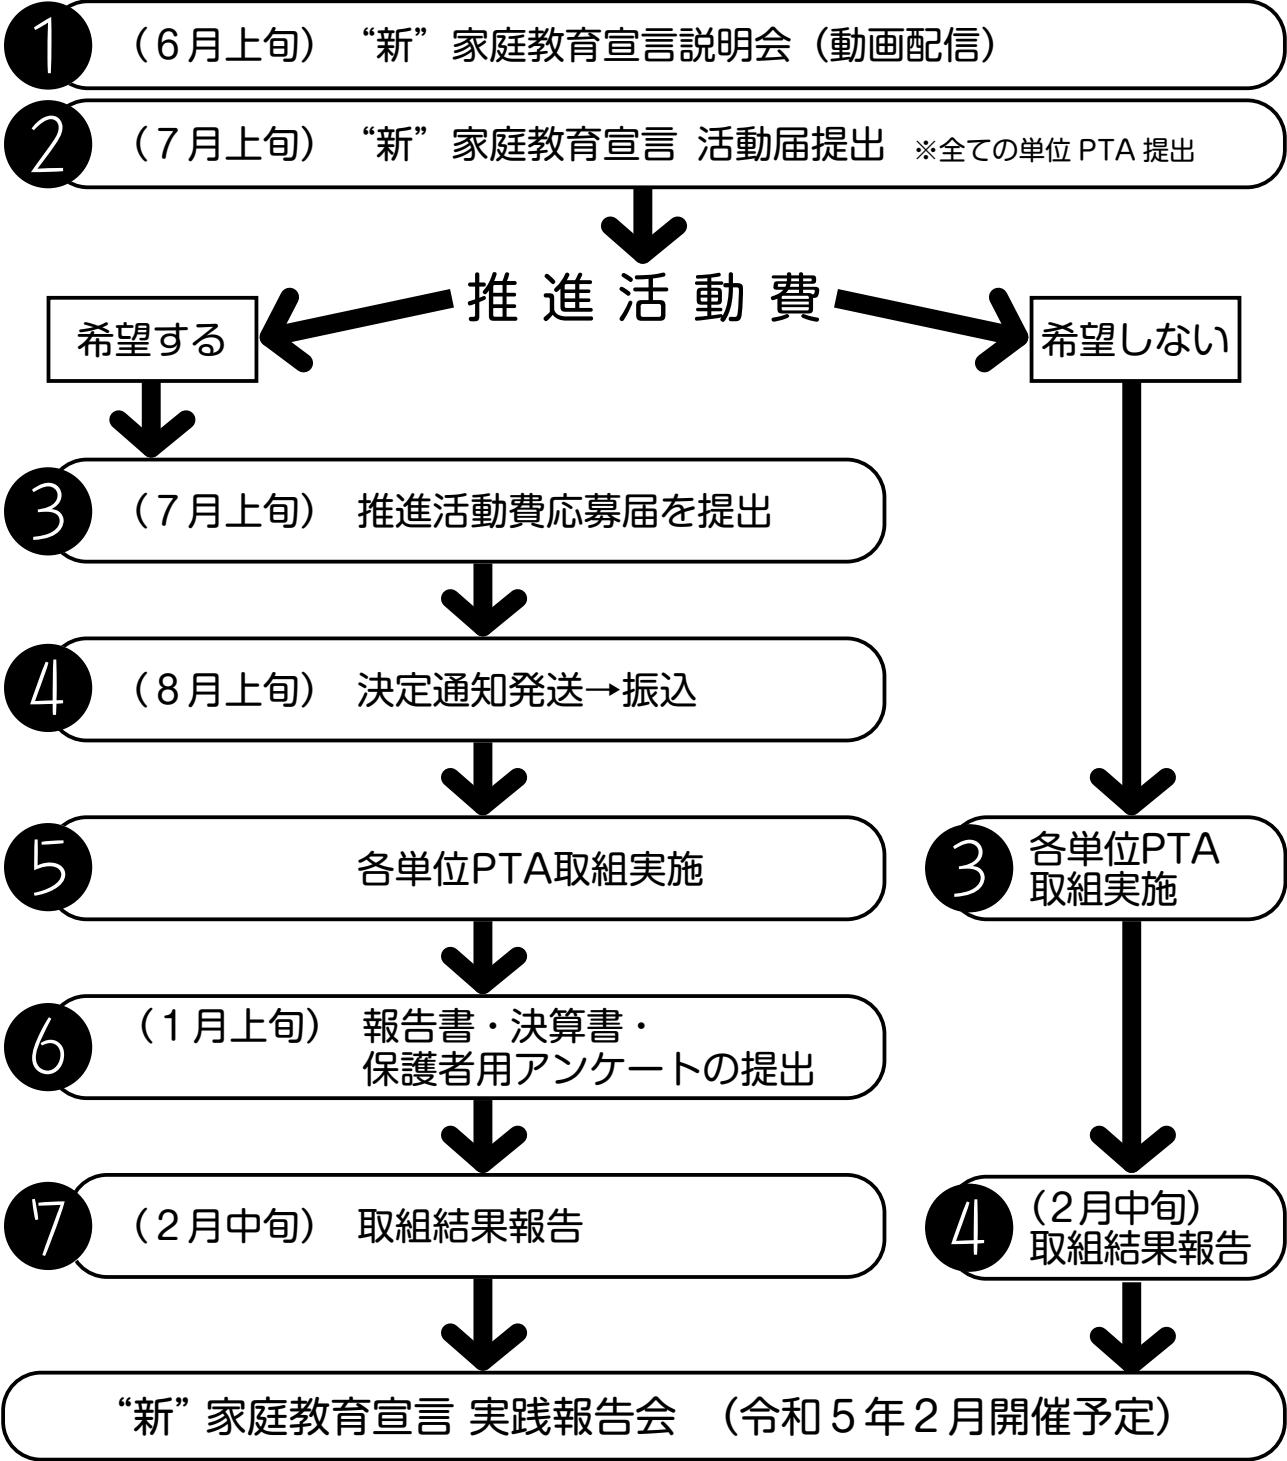 1 （６月上旬） “新”家庭教育宣言説明会（動画配信）
2 （７月上旬） “新”家庭教育宣言 活動届提出 ※全ての単位 PTA 提出
推進活動費
希望する
希望しない
3 （７月上旬） 推進活動費応募届を提出
4 （８月上旬） 決定通知発送→振込
5 各単位PTA取組実施
6 （１月上旬） 報告書・決算書・
保護者用アンケートの提出
7 （２月中旬） 取組結果報告
3 各単位PTA
取組実施
4 （２月中旬）
取組結果報告
“新”家庭教育宣言 実践報告会 （令和５年２月開催予定）